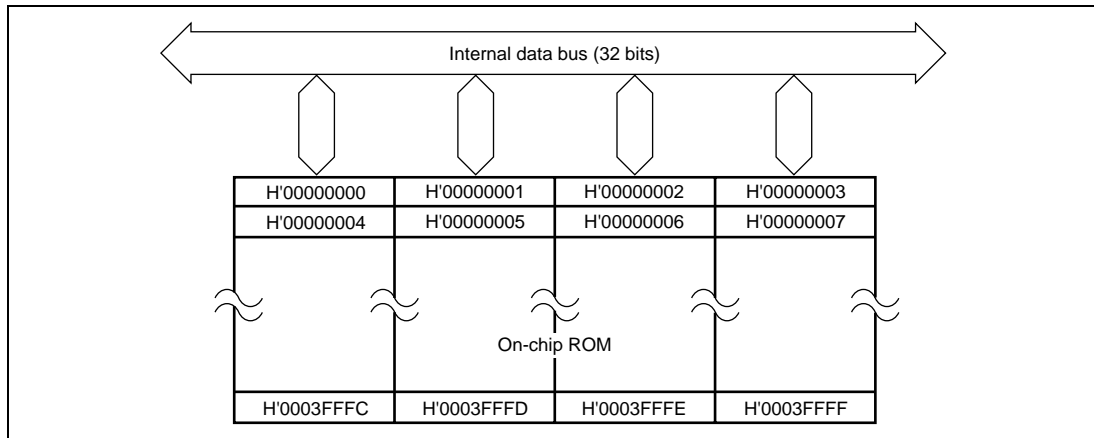 Internal data bus (32 bits)
H'00000000 H'00000001 H'00000002 H'00000003
H'00000004 H'00000005 H'00000006 H'00000007
On-chip ROM
H'0003FFFC H'0003FFFD H'0003FFFE H'0003FFFF